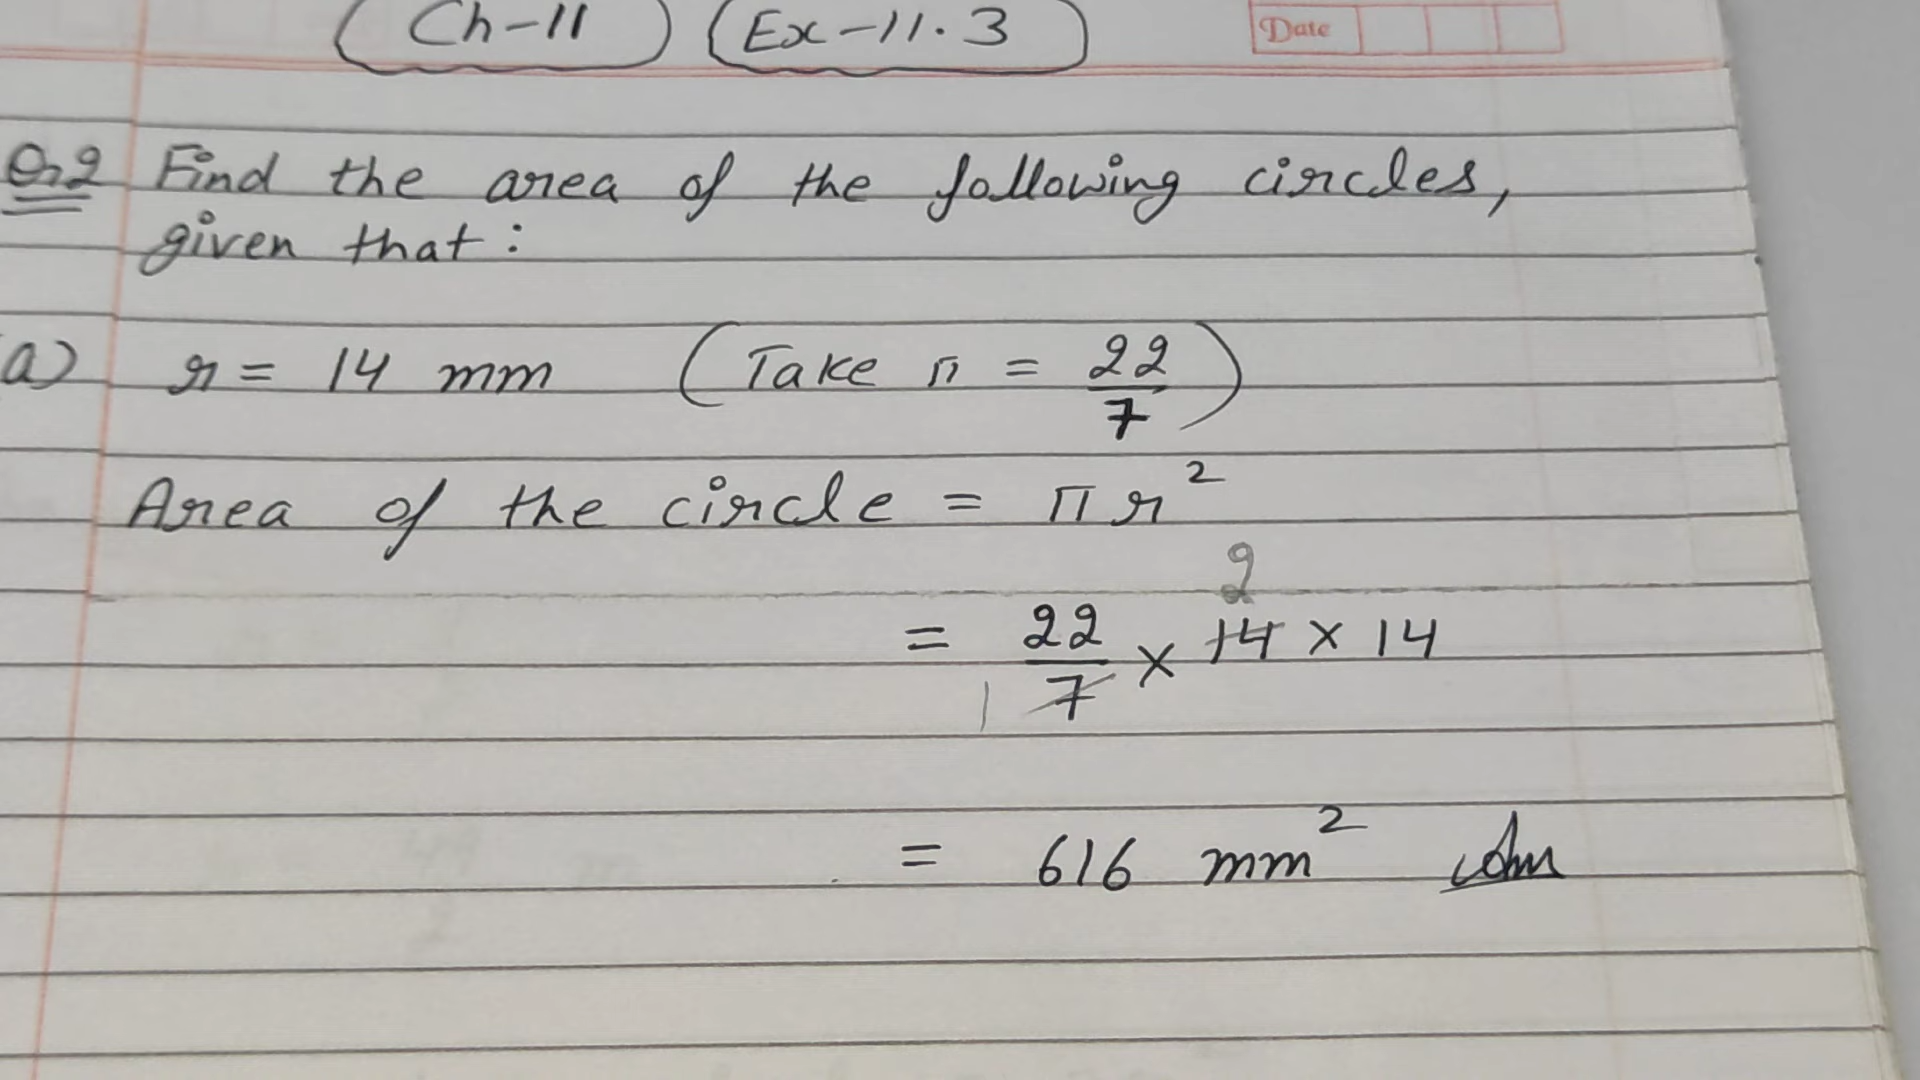 Ch-11 Ex-11.3 Date
Q.2 Find the area of the following circles,
given that:
a) r = 14 mm (Take π = 22/7)
Area of the circle = πr²
2
= 22/7 × 14 × 14
1
= 616 mm² Ans